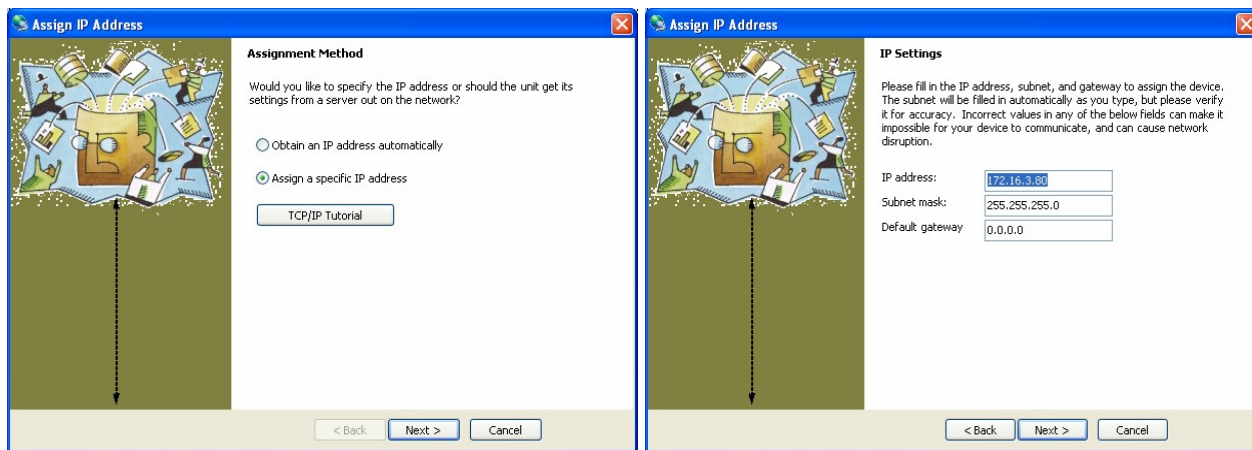 Assign IP Address
Assignment Method
Would you like to specify the IP address or should the unit get its
settings from a server out on the network?
Obtain an IP address automatically
Assign a specific IP address
TCP/IP Tutorial
< Back
Next >
Cancel
Assign IP Address
IP Settings
Please fill in the IP address, subnet, and gateway to assign the device.
The subnet will be filled in automatically as you type, but please verify
it for accuracy. Incorrect values in any of the below fields can make it
impossible for your device to communicate, and can cause network
disruption.
IP address: 172.16.3.80
Subnet mask: 255.255.255.0
Default gateway 0.0.0.0
< Back
Next >
Cancel